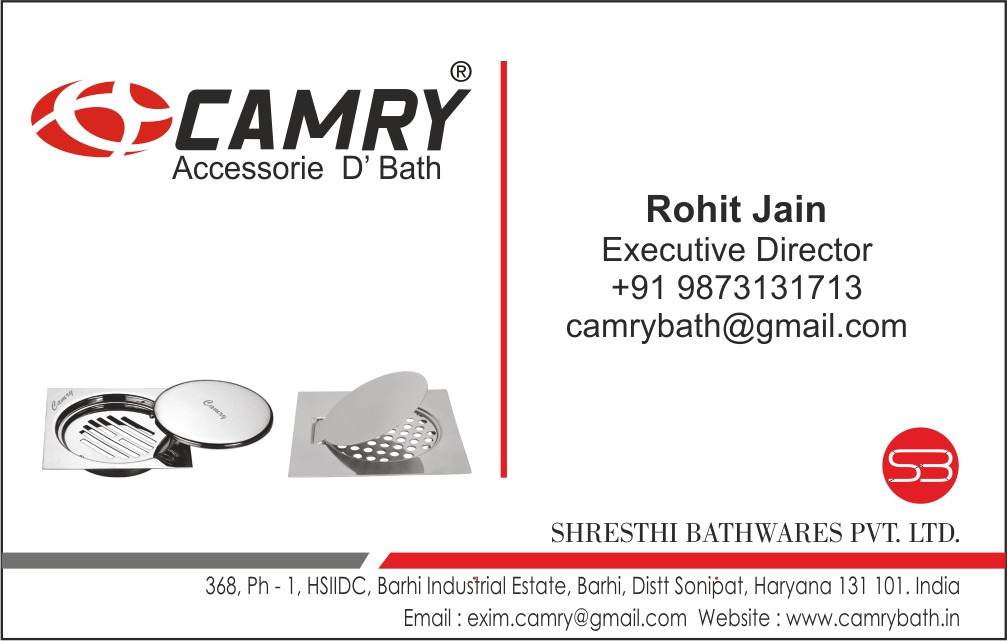 CAMRY®
Accessorie D' Bath
Rohit Jain
Executive Director
+91 9873131713
camrybath@gmail.com
Camry
Camry
SB
SHRESTHI BATHWARES PVT. LTD.
368, Ph - 1, HSIIDC, Barhi Industrial Estate, Barhi, Distt Sonipat, Haryana 131 101. India
Email : exim.camry@gmail.com Website : www.camrybath.in